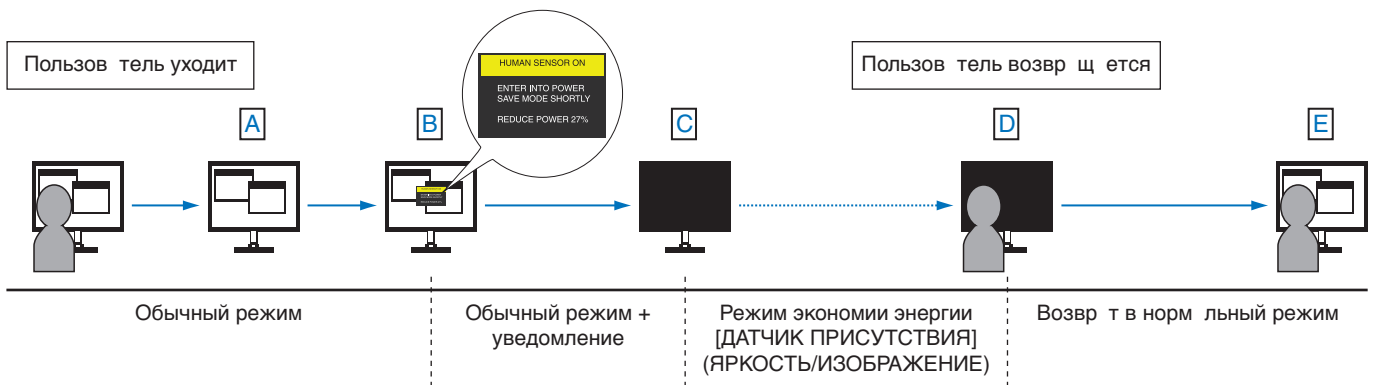 Пользов тель уходит
Пользов тель возвр щ ется
HUMAN SENSOR ON
ENTER INTO POWER
SAVE MODE SHORTLY
REDUCE POWER 27%
A
B
C
D
E
Обычный режим
Обычный режим +
уведомление
Режим экономии энергии
[ДАТЧИК ПРИСУТСТВИЯ]
(ЯРКОСТЬ/ИЗОБРАЖЕНИЕ)
Возвр т в норм льный режим